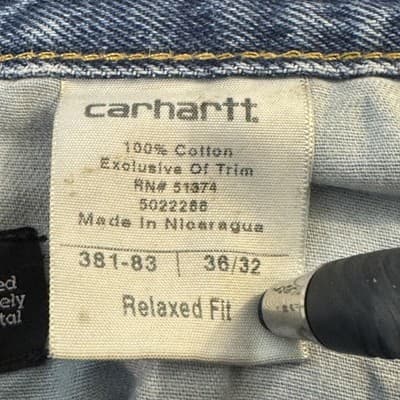 carhartt
100% Cotton
Exclusive Of Trim
RN# 51374
5022288
Made In Nicaragua
381-83 | 36/32
Relaxed Fit